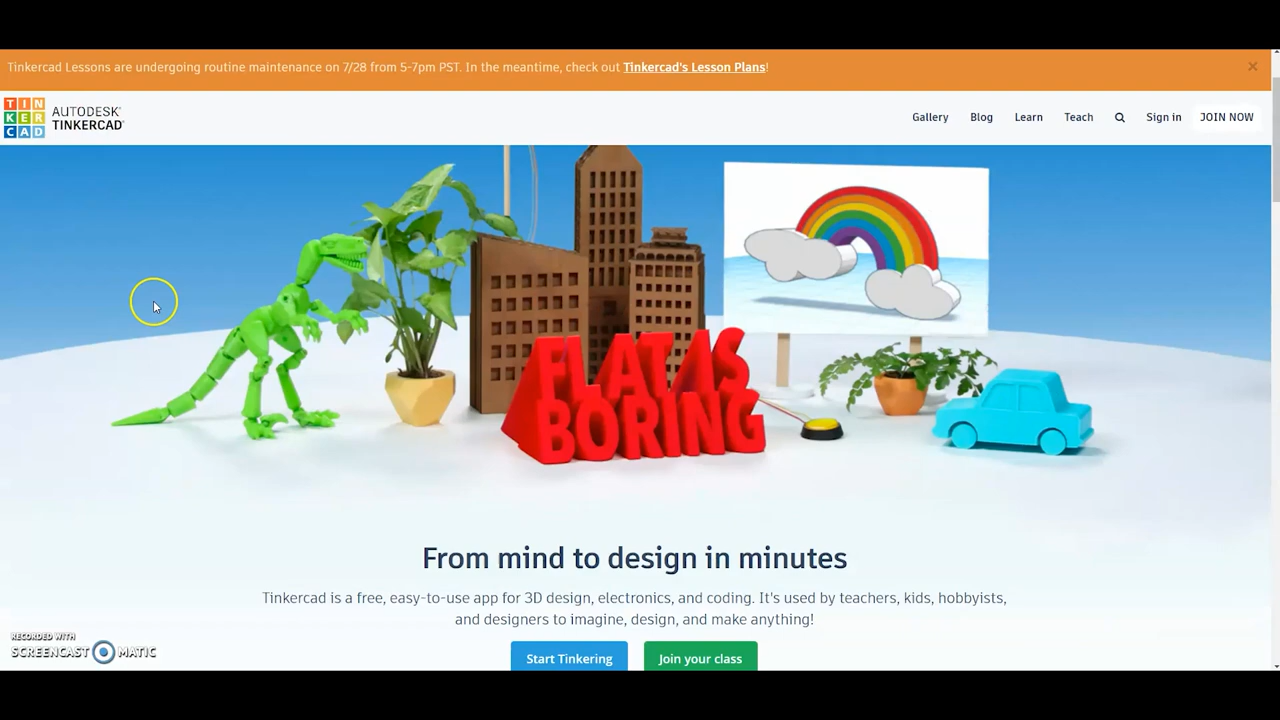 Tinkercad Lessons are undergoing routine maintenance on 7/28 from 5-7pm PST. In the meantime, check out Tinkercad's Lesson Plans! ×
TIN
KER
CAD
AUTODESK®
TINKERCAD®
Gallery Blog Learn Teach Sign in JOIN NOW
FLAT IS
BORING
From mind to design in minutes
Tinkercad is a free, easy-to-use app for 3D design, electronics, and coding. It's used by teachers, kids, hobbyists,
and designers to imagine, design, and make anything!
Start Tinkering Join your class
RECORDED WITH
SCREENCAST MATIC